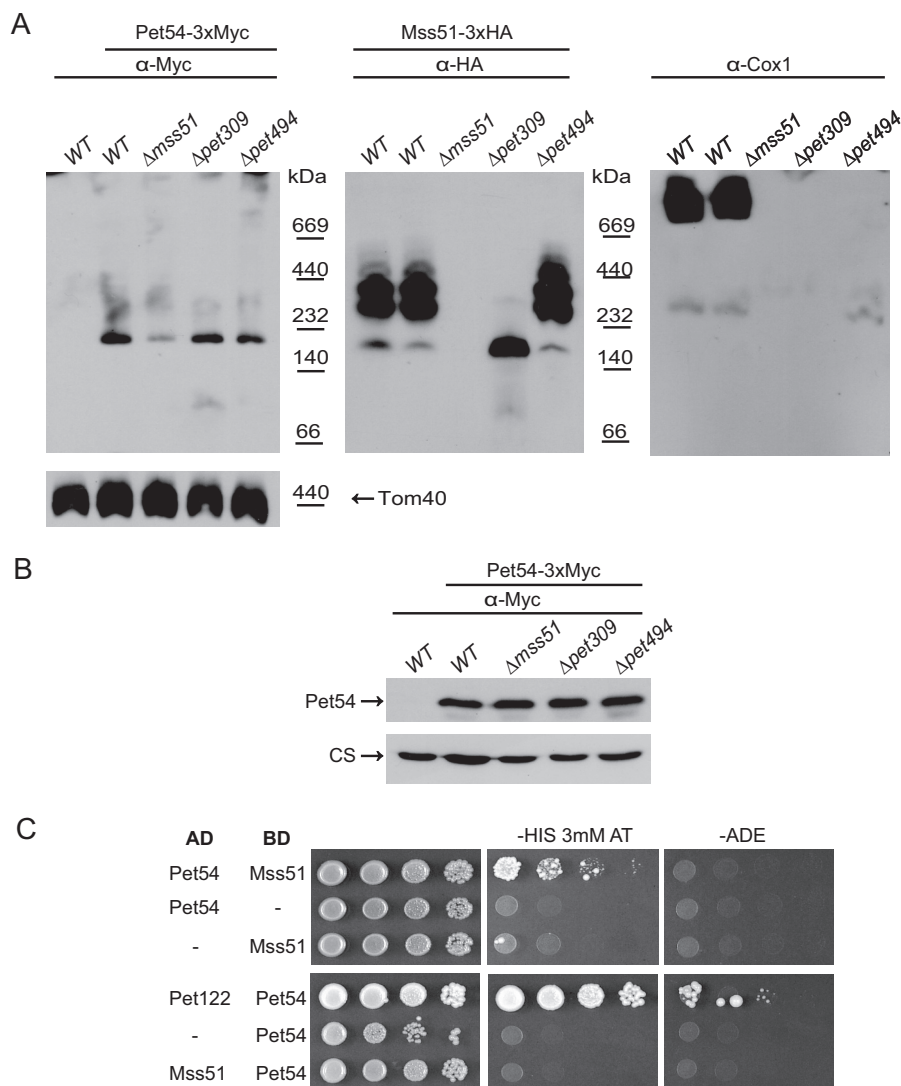 A
Pet54-3xMyc Mss51-3xHA
α-Myc α-HA α-Cox1
WT WT Δmss51 Δpet309 Δpet494 WT WT Δmss51 Δpet309 Δpet494 WT WT Δmss51 Δpet309 Δpet494
kDa kDa
669 669
440 440
232 232
140 140
66 66
440 ←Tom40
B
Pet54-3xMyc
α-Myc
WT WT Δmss51 Δpet309 Δpet494
Pet54→
CS→
C
AD BD -HIS 3mM AT -ADE
Pet54 Mss51
Pet54 -
- Mss51
Pet122 Pet54
- Pet54
Mss51 Pet54